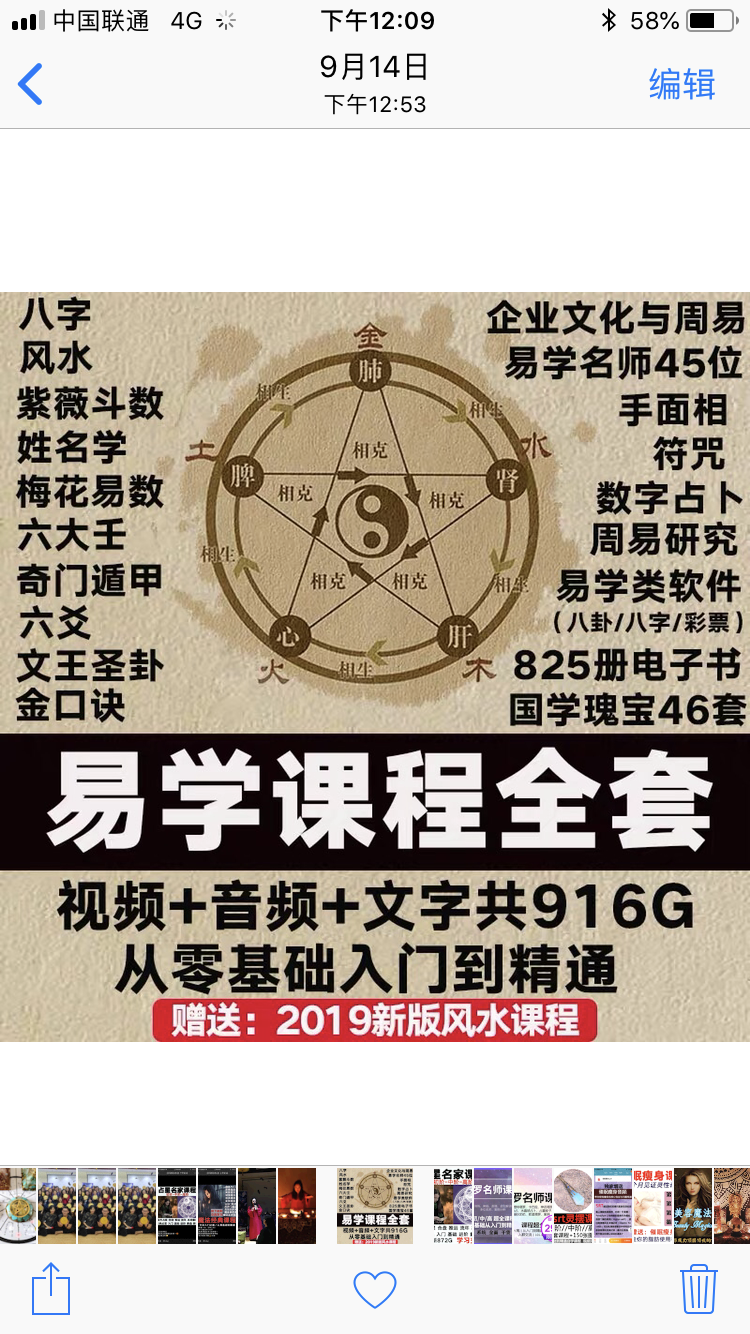 中国联通 4G 下午12:09 58%
9月14日
下午12:53
编辑
八字
风水
紫薇斗数
姓名学
梅花易数
六大壬
奇门遁甲
六爻
文王圣卦
金口诀
金
肺
相生
相生
土
水
脾
肾
相克
相克
相克
相生
相生
相克
相克
心
肝
火
相生
木
企业文化与周易
易学名师45位
手面相
符咒
数字占卜
周易研究
易学类软件
(八卦/八字/彩票)
825册电子书
国学瑰宝46套
易学课程全套
视频+音频+文字共916G
从零基础入门到精通
赠送：2019新版风水课程